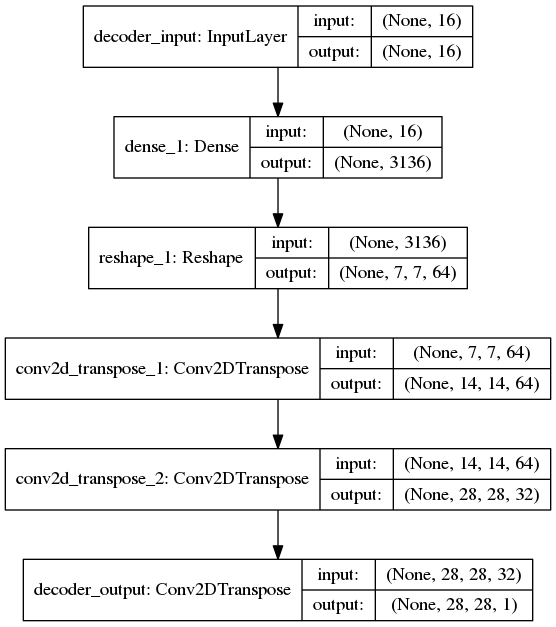 decoder_input: InputLayer
input: (None, 16)
output: (None, 16)
dense_1: Dense
input: (None, 16)
output: (None, 3136)
reshape_1: Reshape
input: (None, 3136)
output: (None, 7, 7, 64)
conv2d_transpose_1: Conv2DTranspose
input: (None, 7, 7, 64)
output: (None, 14, 14, 64)
conv2d_transpose_2: Conv2DTranspose
input: (None, 14, 14, 64)
output: (None, 28, 28, 32)
decoder_output: Conv2DTranspose
input: (None, 28, 28, 32)
output: (None, 28, 28, 1)